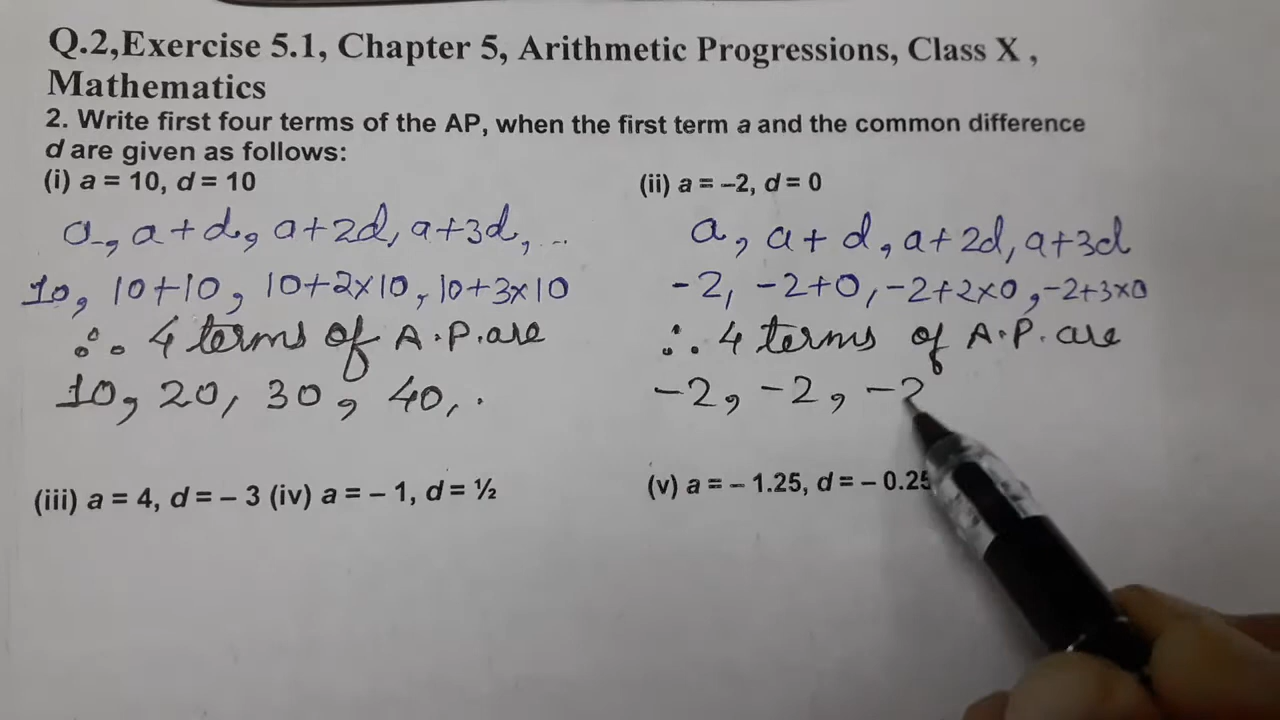 Q.2,Exercise 5.1, Chapter 5, Arithmetic Progressions, Class X ,
Mathematics
2. Write first four terms of the AP, when the first term a and the common difference
d are given as follows:
(i) a = 10, d = 10
a, a+d, a+2d, a+3d, ..
10, 10+10, 10+2×10, 10+3×10
∴ 4 terms of A.P. are
10, 20, 30, 40, .
(ii) a = –2, d = 0
a, a+d, a+2d, a+3d
-2, -2+0, -2+2×0, -2+3×0
∴ 4 terms of A.P. are
-2, -2, -2
(iii) a = 4, d = – 3 (iv) a = – 1, d = ½
(v) a = – 1.25, d = – 0.25